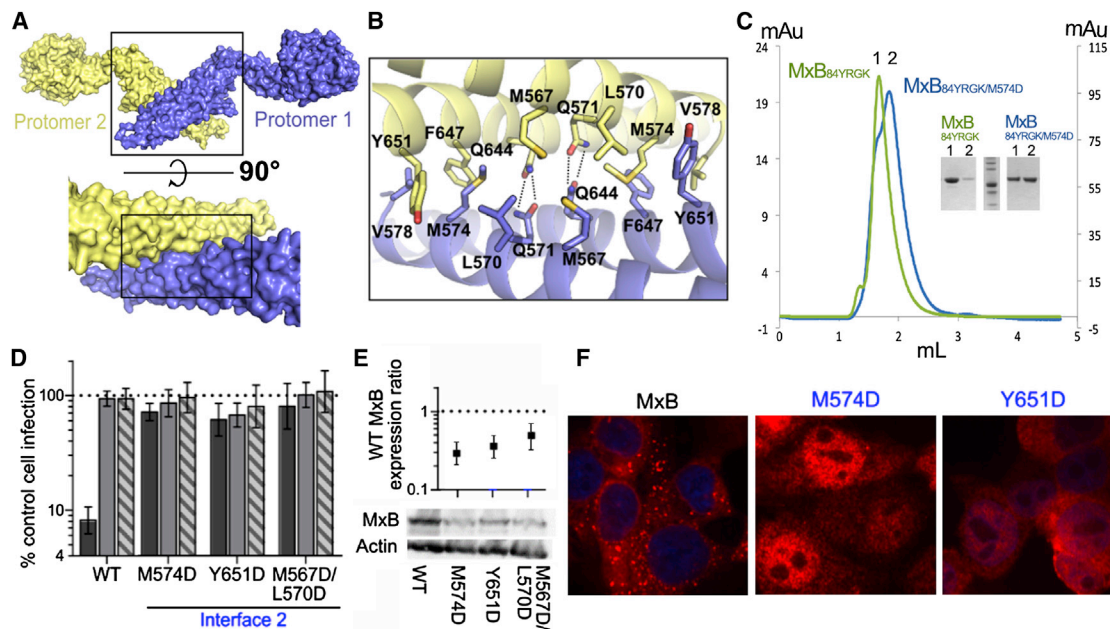 A
Protomer 2
Protomer 1
90°
B
M567
Q571
L570
V578
Y651
F647
Q644
M574
V578
M574
L570
Q571
M567
Q644
F647
Y651
C
mAu
mAu
24
19
14
9
4
-1
115
95
75
55
35
15
-5
1 2
MxB84YRGK
MxB84YRGK/M574D
MxB
84YRGK
1 2
MxB
84YRGK/M574D
1 2
0 1 2 3 4 5
mL
D
% control cell infection
100
10
4
WT
M574D
Y651D
M567D/
L570D
Interface 2
E
WT MxB
expression ratio
1
0.1
MxB
Actin
WT
M574D
Y651D
L570D
M567D/
F
MxB
M574D
Y651D